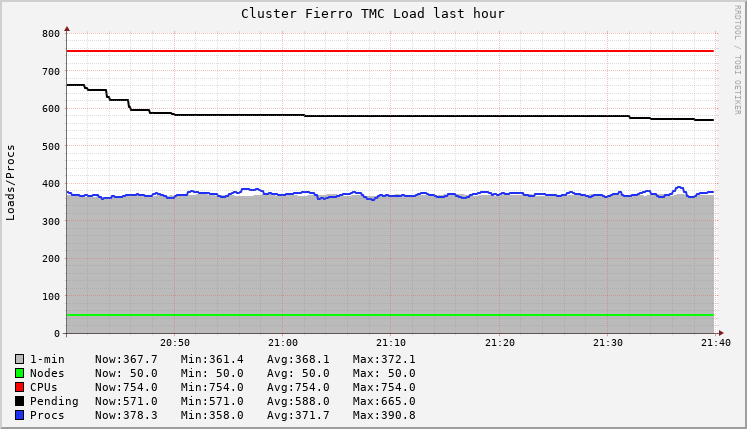 Cluster Fierro TMC Load last hour
RRDTOOL / TOBI OETIKER
Loads/Procs
800
700
600
500
400
300
200
100
0
20:50 21:00 21:10 21:20 21:30 21:40
1-min Now:367.7 Min:361.4 Avg:368.1 Max:372.1
Nodes Now: 50.0 Min: 50.0 Avg: 50.0 Max: 50.0
CPUs Now:754.0 Min:754.0 Avg:754.0 Max:754.0
Pending Now:571.0 Min:571.0 Avg:588.0 Max:665.0
Procs Now:378.3 Min:358.0 Avg:371.7 Max:390.8